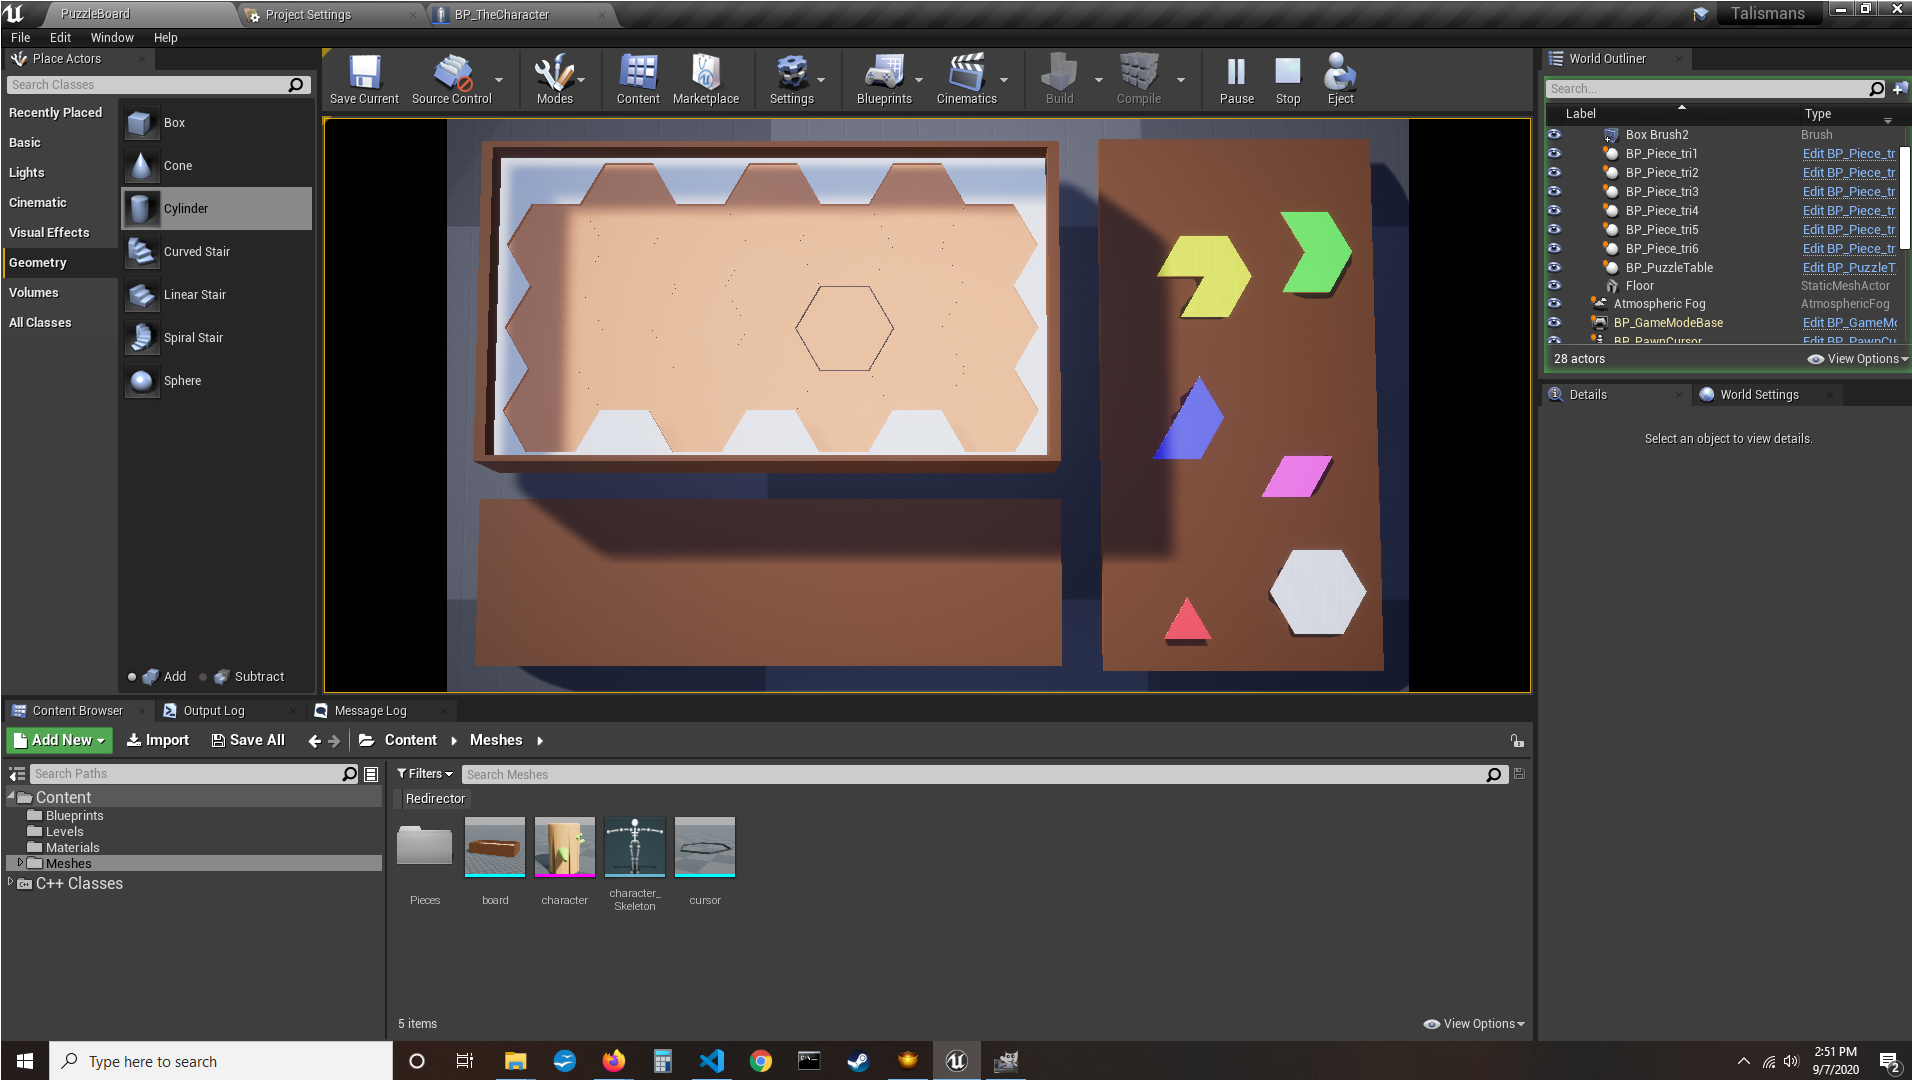 PuzzleBoard
Project Settings
BP_TheCharacter
Talismans
File Edit Window Help
Place Actors
Search Classes
Recently Placed
Basic
Lights
Cinematic
Visual Effects
Geometry
Volumes
All Classes
Box
Cone
Cylinder
Curved Stair
Linear Stair
Spiral Stair
Sphere
Add
Subtract
Save Current
Source Control
Modes
Content
Marketplace
Settings
Blueprints
Cinematics
Build
Compile
Pause
Stop
Eject
World Outliner
Search...
Label Type
Box Brush2 Brush
BP_Piece_tri1 Edit BP_Piece_tr
BP_Piece_tri2 Edit BP_Piece_tr
BP_Piece_tri3 Edit BP_Piece_tr
BP_Piece_tri4 Edit BP_Piece_tr
BP_Piece_tri5 Edit BP_Piece_tr
BP_Piece_tri6 Edit BP_Piece_tr
BP_PuzzleTable Edit BP_PuzzleT
Floor StaticMeshActor
Atmospheric Fog AtmosphericFog
BP_GameModeBase Edit BP_GameMo
BP_PawnCursor Edit BP_PawnCu
28 actors
View Options
Details
World Settings
Select an object to view details.
Content Browser
Output Log
Message Log
Add New
Import
Save All
Content
Meshes
Search Paths
Content
Blueprints
Levels
Materials
Meshes
C++ Classes
Filters
Search Meshes
Redirector
Pieces
board
character
character_
Skeleton
cursor
5 items
View Options
Type here to search
2:51 PM
9/7/2020
2